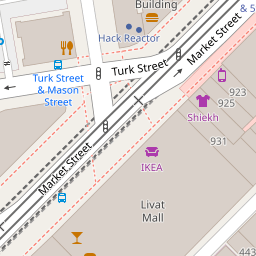 Building
& 5
Hack Reactor
Market Street
Turk Street
Turk Street
& Mason
Street
923
925
Shiekh
931
Market Street
IKEA
Livat
Mall
443